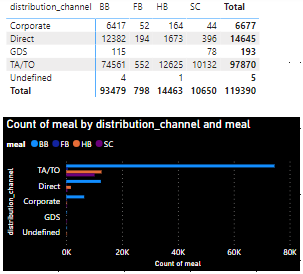 distribution_channel BB FB HB SC Total
Corporate 6417 52 164 44 6677
Direct 12382 194 1673 396 14645
GDS 115 78 193
TA/TO 74561 552 12625 10132 97870
Undefined 4 1 5
Total 93479 798 14463 10650 119390
Count of meal by distribution_channel and meal
meal BB FB HB SC
distribution_channel
TA/TO
Direct
Corporate
GDS
Undefined
0K 20K 40K 60K 80K
Count of meal